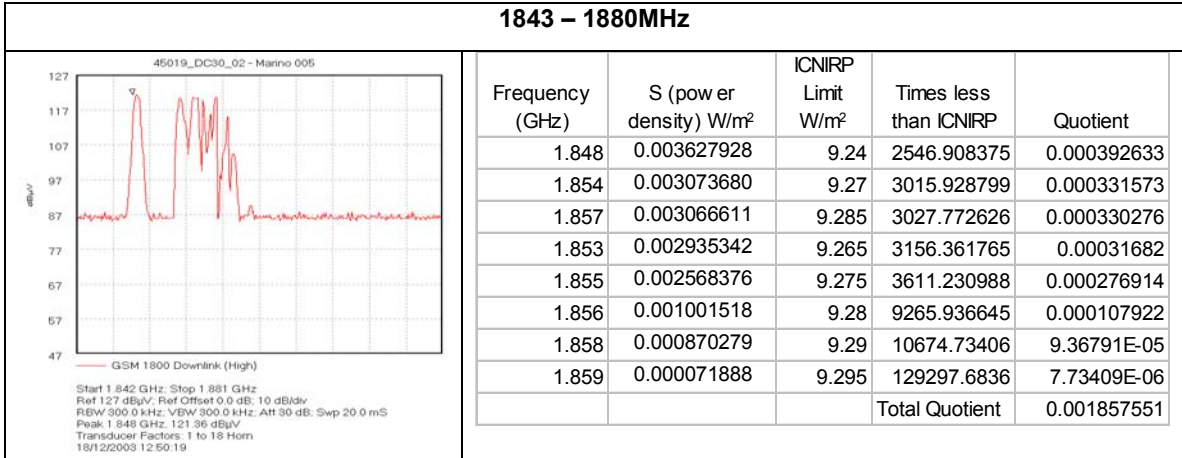 1843 – 1880MHz
45019_DC30_02 - Marino 005
127
117
107
97
87
77
67
57
47
dBµV
GSM 1800 Downlink (High)
Start 1.842 GHz; Stop 1.881 GHz
Ref 127 dBµV; Ref Offset 0.0 dB; 10 dB/div
RBW 300.0 kHz; VBW 300.0 kHz; Att 30 dB; Swp 20.0 mS
Peak 1.848 GHz, 121.36 dBµV
Transducer Factors: 1 to 18 Horn
18/12/2003 12:50:19
Frequency (GHz) S (pow er density) W/m² ICNIRP Limit W/m² Times less than ICNIRP Quotient
1.848 0.003627928 9.24 2546.908375 0.000392633
1.854 0.003073680 9.27 3015.928799 0.000331573
1.857 0.003066611 9.285 3027.772626 0.000330276
1.853 0.002935342 9.265 3156.361765 0.00031682
1.855 0.002568376 9.275 3611.230988 0.000276914
1.856 0.001001518 9.28 9265.936645 0.000107922
1.858 0.000870279 9.29 10674.73406 9.36791E-05
1.859 0.000071888 9.295 129297.6836 7.73409E-06
Total Quotient 0.001857551